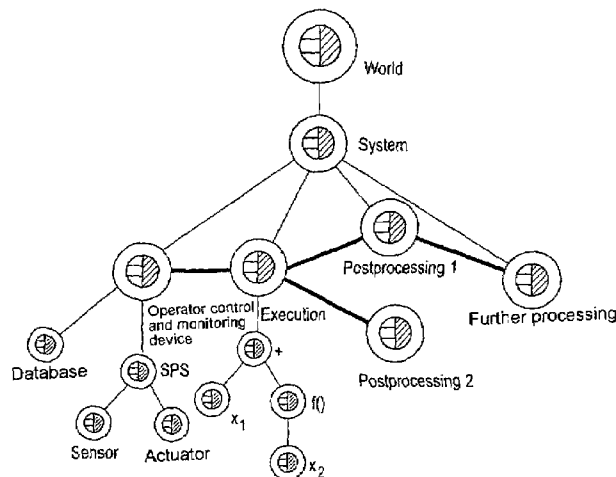 World
System
Postprocessing 1
Operator control
and monitoring
device
Execution
Further processing
Database
SPS
+
Postprocessing 2
x1
f()
Sensor
Actuator
x2